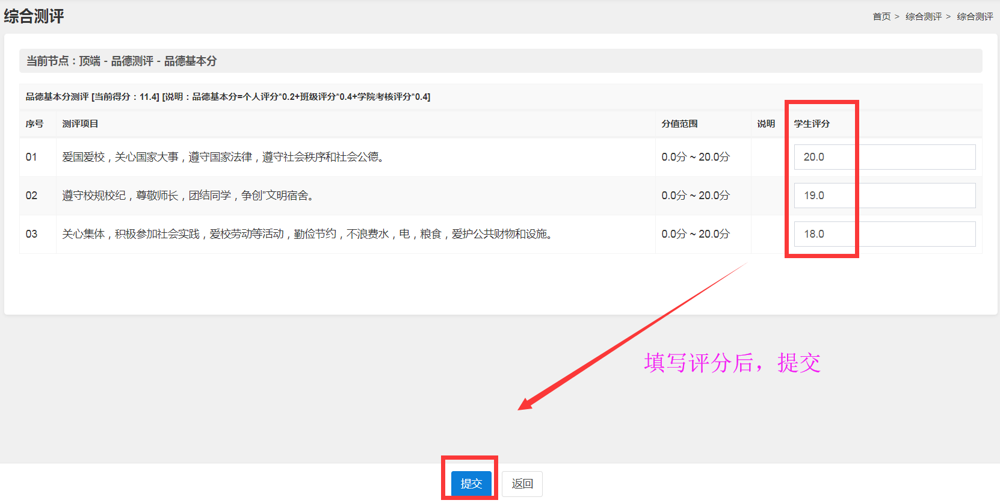 综合测评
首页 > 综合测评 > 综合测评
当前节点：顶端 - 品德测评 - 品德基本分
品德基本分测评 [当前得分：11.4] [说明：品德基本分=个人评分*0.2+班级评分*0.4+学院考核评分*0.4]
序号 测评项目 分值范围 说明 学生评分
01 爱国爱校，关心国家大事，遵守国家法律，遵守社会秩序和社会公德。 0.0分 ~ 20.0分 20.0
02 遵守校规校纪，尊敬师长，团结同学，争创”文明宿舍。 0.0分 ~ 20.0分 19.0
03 关心集体，积极参加社会实践，爱校劳动等活动，勤俭节约，不浪费水，电，粮食，爱护公共财物和设施。 0.0分 ~ 20.0分 18.0
填写评分后，提交
提交 返回